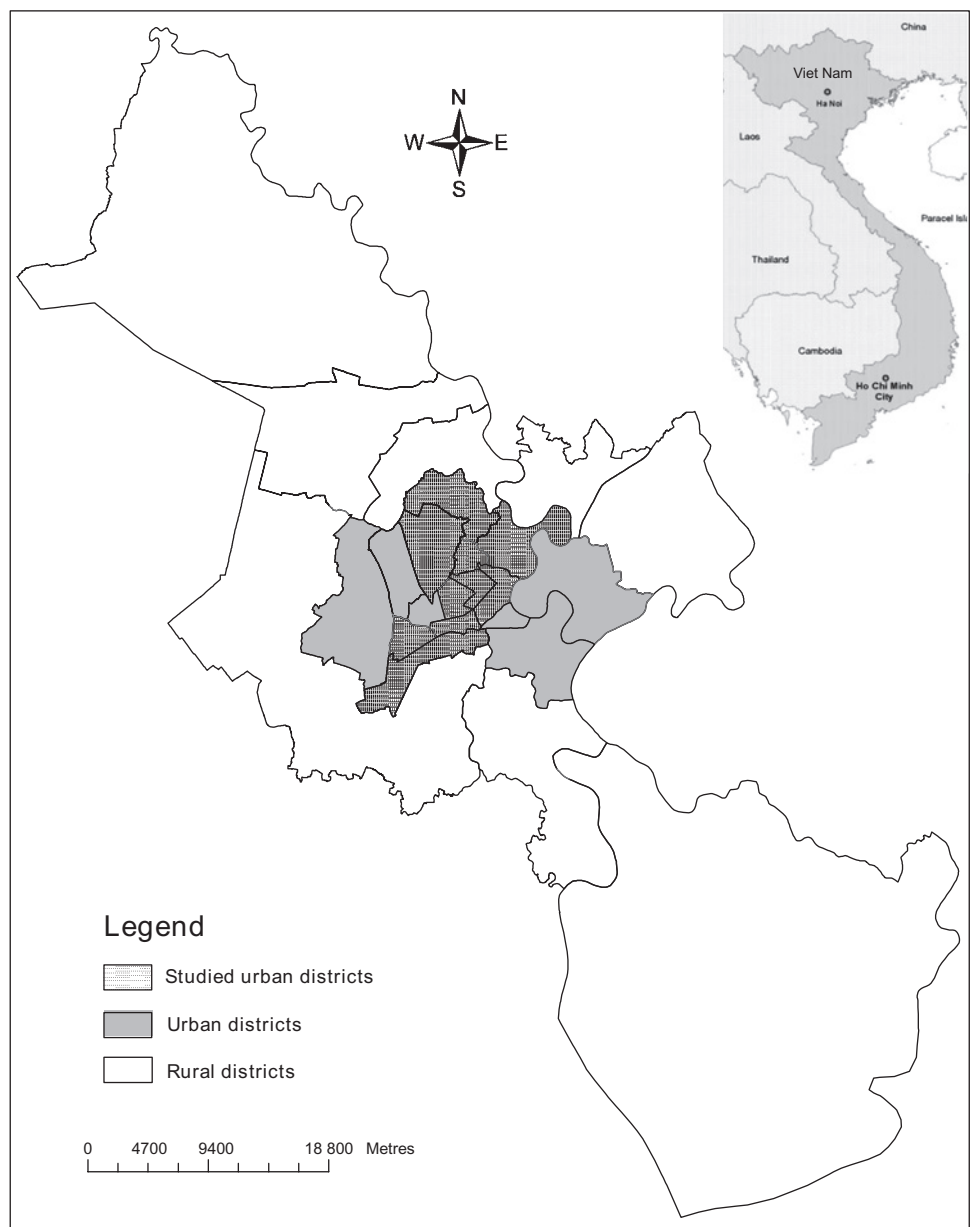 China
Viet Nam
Ha Noi
Laos
Paracel
Thailand
Cambodia
Ho Chi Minh
City
N
W E
S
Legend
Studied urban districts
Urban districts
Rural districts
0 4700 9400 18 800 Metres